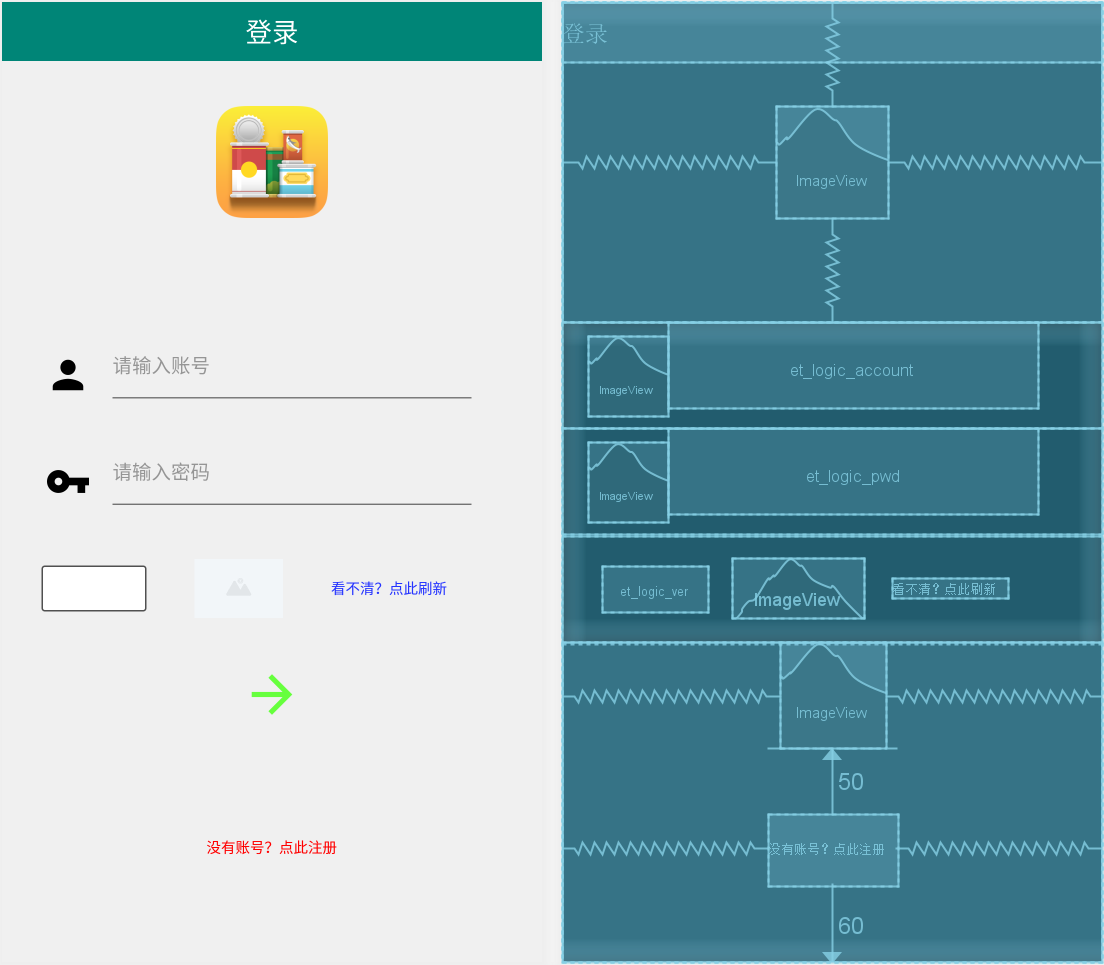 登录
请输入账号
请输入密码
看不清？点此刷新
没有账号？点此注册
登录
ImageView
ImageView
et_logic_account
ImageView
et_logic_pwd
et_logic_ver
ImageView
看不清？点此刷新
ImageView
50
没有账号？点此注册
60